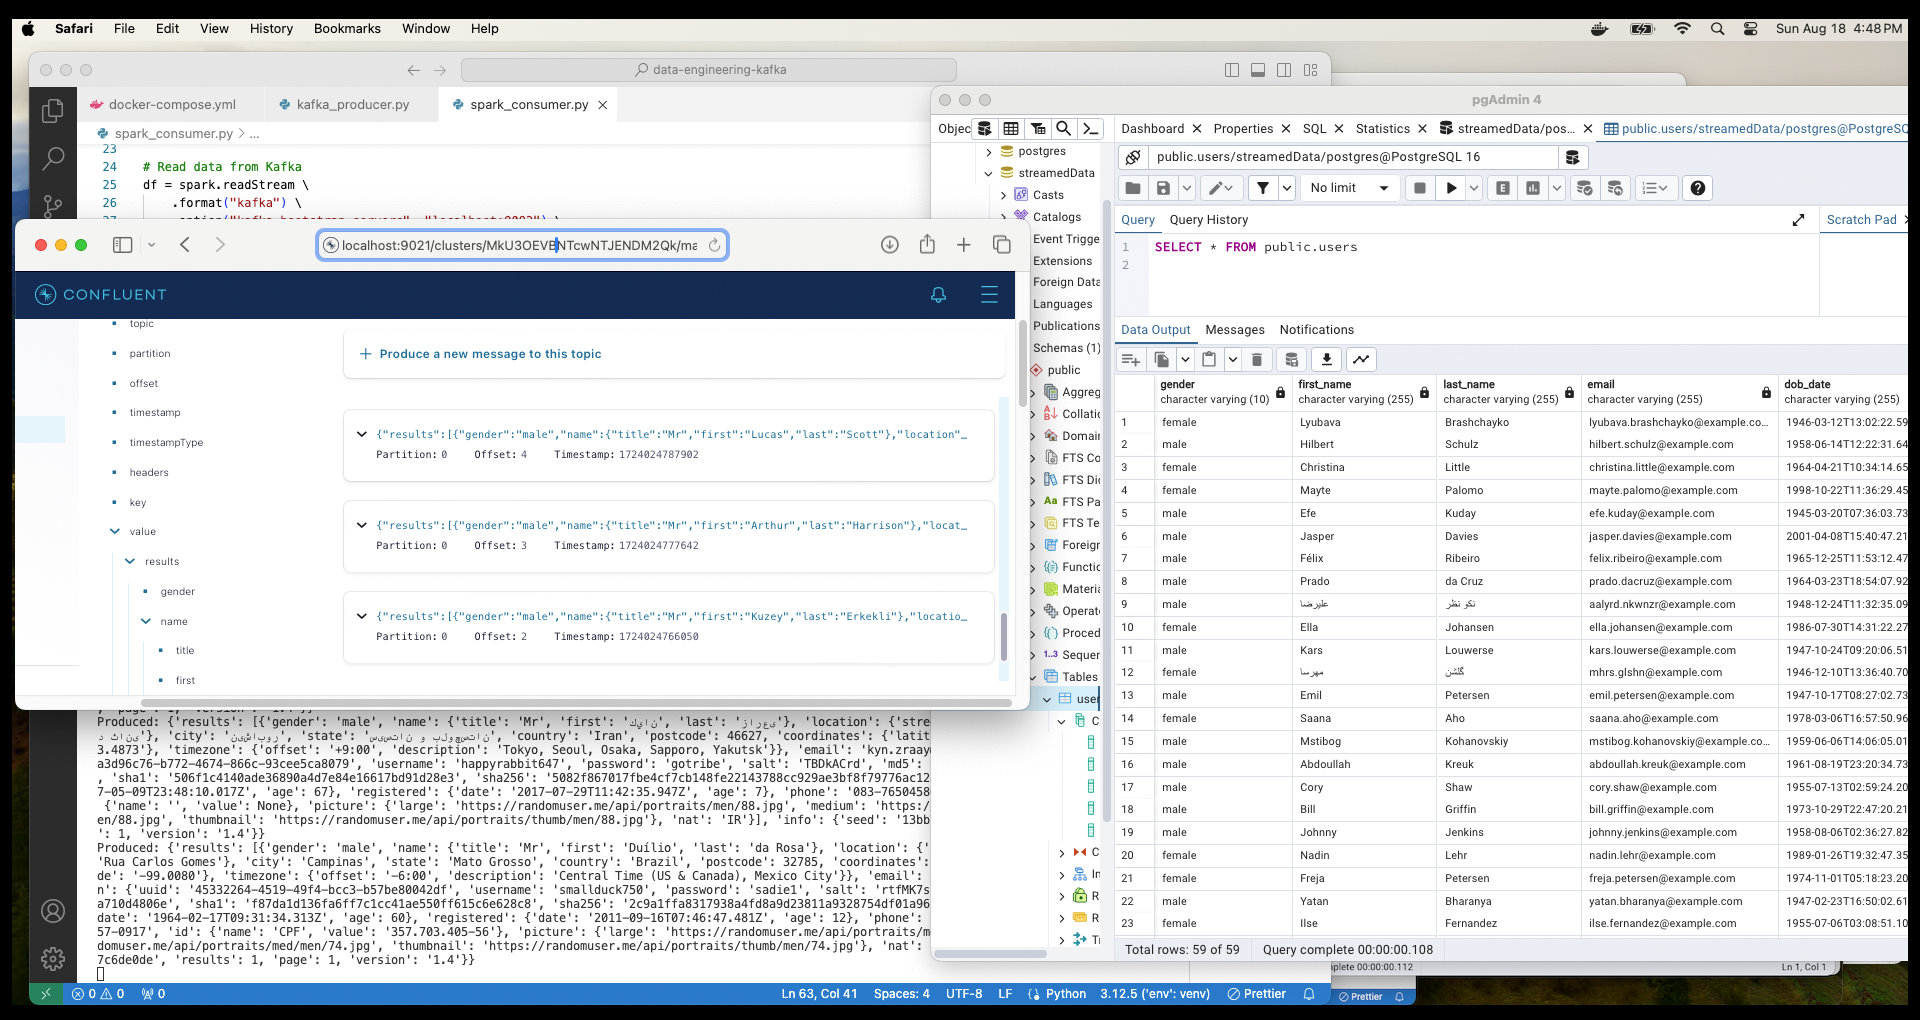 Safari File Edit View History Bookmarks Window Help
Sun Aug 18 4:48 PM
data-engineering-kafka
docker-compose.yml kafka_producer.py spark_consumer.py
spark_consumer.py > ...
23
24 # Read data from Kafka
25 df = spark.readStream \
26 .format("kafka") \
localhost:9021/clusters/MkU3OEVBNTcwNTJENDM2Qk/ma
CONFLUENT
topic
partition
offset
timestamp
timestampType
headers
key
value
results
gender
name
title
first
Produce a new message to this topic
{"results":[{"gender":"male","name":{"title":"Mr","first":"Lucas","last":"Scott"},"location"…
Partition: 0 Offset: 4 Timestamp: 1724024787902
{"results":[{"gender":"male","name":{"title":"Mr","first":"Arthur","last":"Harrison"},"locat…
Partition: 0 Offset: 3 Timestamp: 1724024777642
{"results":[{"gender":"male","name":{"title":"Mr","first":"Kuzey","last":"Erkekli"},"locatio…
Partition: 0 Offset: 2 Timestamp: 1724024766050
Produced: {'results': [{'gender': 'male', 'name': {'title': 'Mr', 'first': 'کیان', 'last': 'زارعی'}, 'location': {'stre
'}, 'city': 'نیشابور', 'state': 'سیستان و بلوچستان', 'country': 'Iran', 'postcode': 46627, 'coordinates': {'latit
3.4873'}, 'timezone': {'offset': '+9:00', 'description': 'Tokyo, Seoul, Osaka, Sapporo, Yakutsk'}}, 'email': 'kyn.zraay
a3d96c76-b772-4674-866c-93cee5ca8079', 'username': 'happyrabbit647', 'password': 'gotribe', 'salt': 'TBDkACrd', 'md5':
, 'sha1': '506f1c4140ade36890a4d7e84e16617bd91d28e3', 'sha256': '5082f867017fbe4cf7cb148fe22143788cc929ae3bf8f79776ac12
7-05-09T23:48:10.017Z', 'age': 67}, 'registered': {'date': '2017-07-29T11:42:35.947Z', 'age': 7}, 'phone': '083-7650458
{'name': '', 'value': None}, 'picture': {'large': 'https://randomuser.me/api/portraits/men/88.jpg', 'medium': 'https:/
en/88.jpg', 'thumbnail': 'https://randomuser.me/api/portraits/thumb/men/88.jpg'}, 'nat': 'IR'}], 'info': {'seed': '13bb
': 1, 'version': '1.4'}}
Produced: {'results': [{'gender': 'male', 'name': {'title': 'Mr', 'first': 'Duílio', 'last': 'da Rosa'}, 'location': {'
'Rua Carlos Gomes'}, 'city': 'Campinas', 'state': 'Mato Grosso', 'country': 'Brazil', 'postcode': 32785, 'coordinates':
de': '-99.0080'}, 'timezone': {'offset': '-6:00', 'description': 'Central Time (US & Canada), Mexico City'}}, 'email':
n': {'uuid': '45332264-4519-49f4-bcc3-b57be80042df', 'username': 'smallduck750', 'password': 'sadie1', 'salt': 'rtfMK7s
a710d4806e', 'sha1': 'f87da1d136fa6ff7c1cc41ae550ff615c6e628c8', 'sha256': '2c9a1ffa8317938a4fd8a9d23811a9328754df01a96
date': '1964-02-17T09:31:34.313Z', 'age': 60}, 'registered': {'date': '2011-09-16T07:46:47.481Z', 'age': 12}, 'phone':
57-0917', 'id': {'name': 'CPF', 'value': '357.703.405-56'}, 'picture': {'large': 'https://randomuser.me/api/portraits/m
domuser.me/api/portraits/med/men/74.jpg', 'thumbnail': 'https://randomuser.me/api/portraits/thumb/men/74.jpg'}, 'nat':
7c6de0de', 'results': 1, 'page': 1, 'version': '1.4'}}
0 0 0 Ln 63, Col 41 Spaces: 4 UTF-8 LF Python 3.12.5 ('env': venv) Prettier
pgAdmin 4
Objec
Dashboard Properties SQL Statistics streamedData/pos... public.users/streamedData/postgres@PostgreSQ
postgres
streamedData
Casts
Catalogs
Event Trigge
Extensions
Foreign Data
Languages
Publications
Schemas (1)
public
Aggreg
Collatio
Domain
FTS Co
FTS Dic
FTS Pa
FTS Te
Foreign
Functio
Materia
Operat
Proced
1..3 Sequer
Tables
user
public.users/streamedData/postgres@PostgreSQL 16
No limit
Query Query History Scratch Pad
1 SELECT * FROM public.users
2
Data Output Messages Notifications
gender first_name last_name email dob_date
character varying (10) character varying (255) character varying (255) character varying (255) character varying (255)
1 female Lyubava Brashchayko lyubava.brashchayko@example.co... 1946-03-12T13:02:22.59
2 male Hilbert Schulz hilbert.schulz@example.com 1958-06-14T12:22:31.64
3 female Christina Little christina.little@example.com 1964-04-21T10:34:14.65
4 female Mayte Palomo mayte.palomo@example.com 1998-10-22T11:36:29.45
5 male Efe Kuday efe.kuday@example.com 1945-03-20T07:36:03.73
6 male Jasper Davies jasper.davies@example.com 2001-04-08T15:40:47.21
7 male Félix Ribeiro felix.ribeiro@example.com 1965-12-25T11:53:12.47
8 male Prado da Cruz prado.dacruz@example.com 1964-03-23T18:54:07.92
9 male علیرضا نكو نظر aalyrd.nkwnzr@example.com 1948-12-24T11:32:35.09
10 female Ella Johansen ella.johansen@example.com 1986-07-30T14:31:22.27
11 male Kars Louwerse kars.louwerse@example.com 1947-10-24T09:20:06.51
12 female مهرسا گلشن mhrs.glshn@example.com 1946-12-10T13:36:40.70
13 male Emil Petersen emil.petersen@example.com 1947-10-17T08:27:02.73
14 female Saana Aho saana.aho@example.com 1978-03-06T16:57:50.96
15 male Mstibog Kohanovskiy mstibog.kohanovskiy@example.co... 1959-06-06T14:06:05.01
16 male Abdoullah Kreuk abdoullah.kreuk@example.com 1961-08-19T23:20:34.73
17 male Cory Shaw cory.shaw@example.com 1955-07-13T02:59:24.20
18 male Bill Griffin bill.griffin@example.com 1973-10-29T22:47:20.21
19 male Johnny Jenkins johnny.jenkins@example.com 1958-08-06T02:36:27.82
20 female Nadin Lehr nadin.lehr@example.com 1989-01-26T19:32:47.35
21 female Freja Petersen freja.petersen@example.com 1974-11-01T05:18:23.20
22 male Yatan Bharanya yatan.bharanya@example.com 1947-02-23T16:50:02.61
23 female Ilse Fernandez ilse.fernandez@example.com 1955-07-06T03:08:51.10
Total rows: 59 of 59 Query complete 00:00:00.108
plete 00:00:00.112 Ln 1, Col 1
Prettier